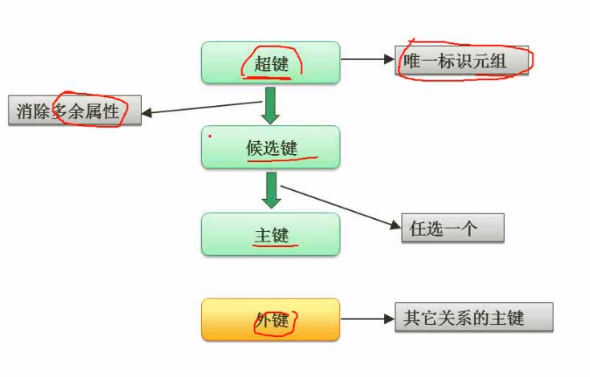 超键
唯一标识元组
消除多余属性
候选键
主键
任选一个
外键
其它关系的主键